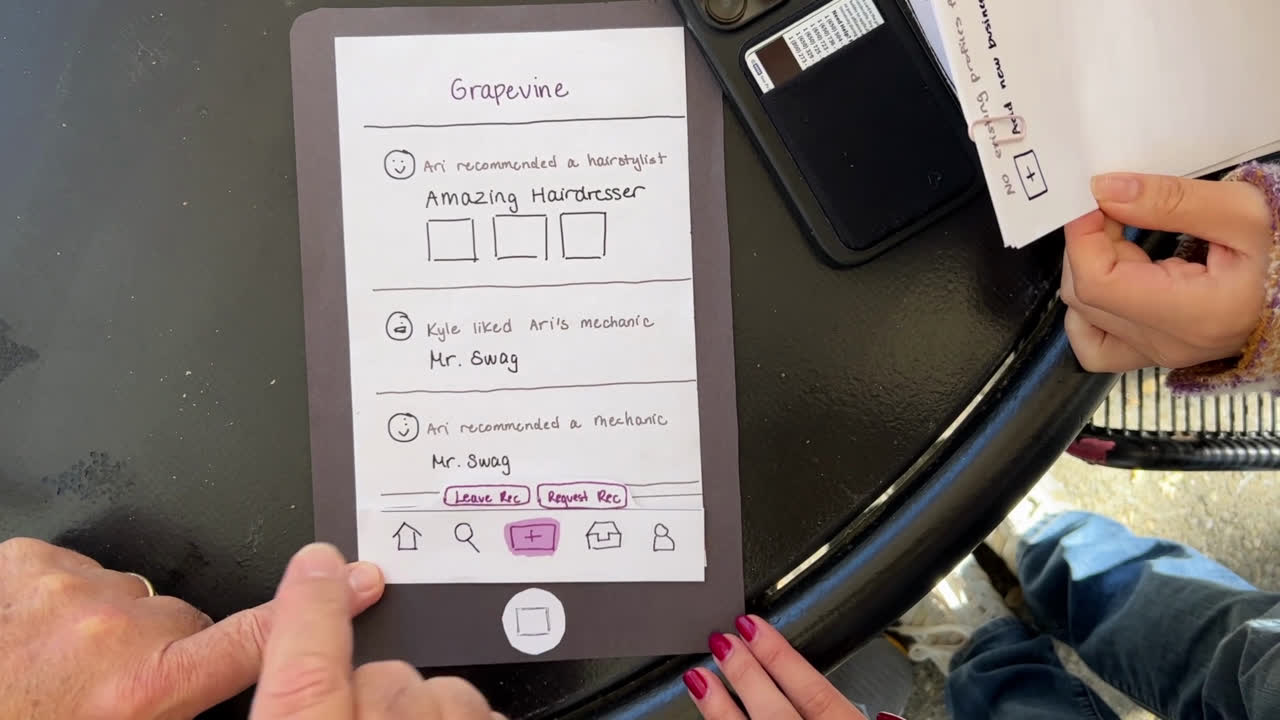 Grapevine
Ari recommended a hairstylist
Amazing Hairdresser
Kyle liked Ari's mechanic
Mr. Swag
Ari recommended a mechanic
Mr. Swag
Leave Rec
Request Rec
+
No existing profiles
Add new business
+